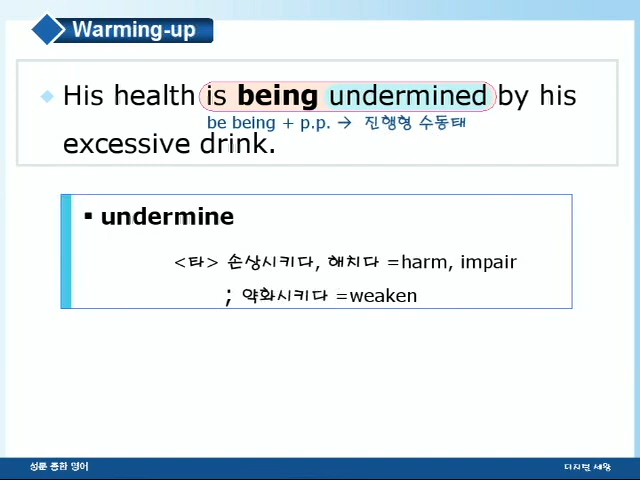 Warming-up
His health is being undermined by his
be being + p.p. → 진행형 수동태
excessive drink.
▪ undermine
<타> 손상시키다, 해치다 =harm, impair
; 약화시키다 =weaken
성문 종합 영어
디지털 세왕